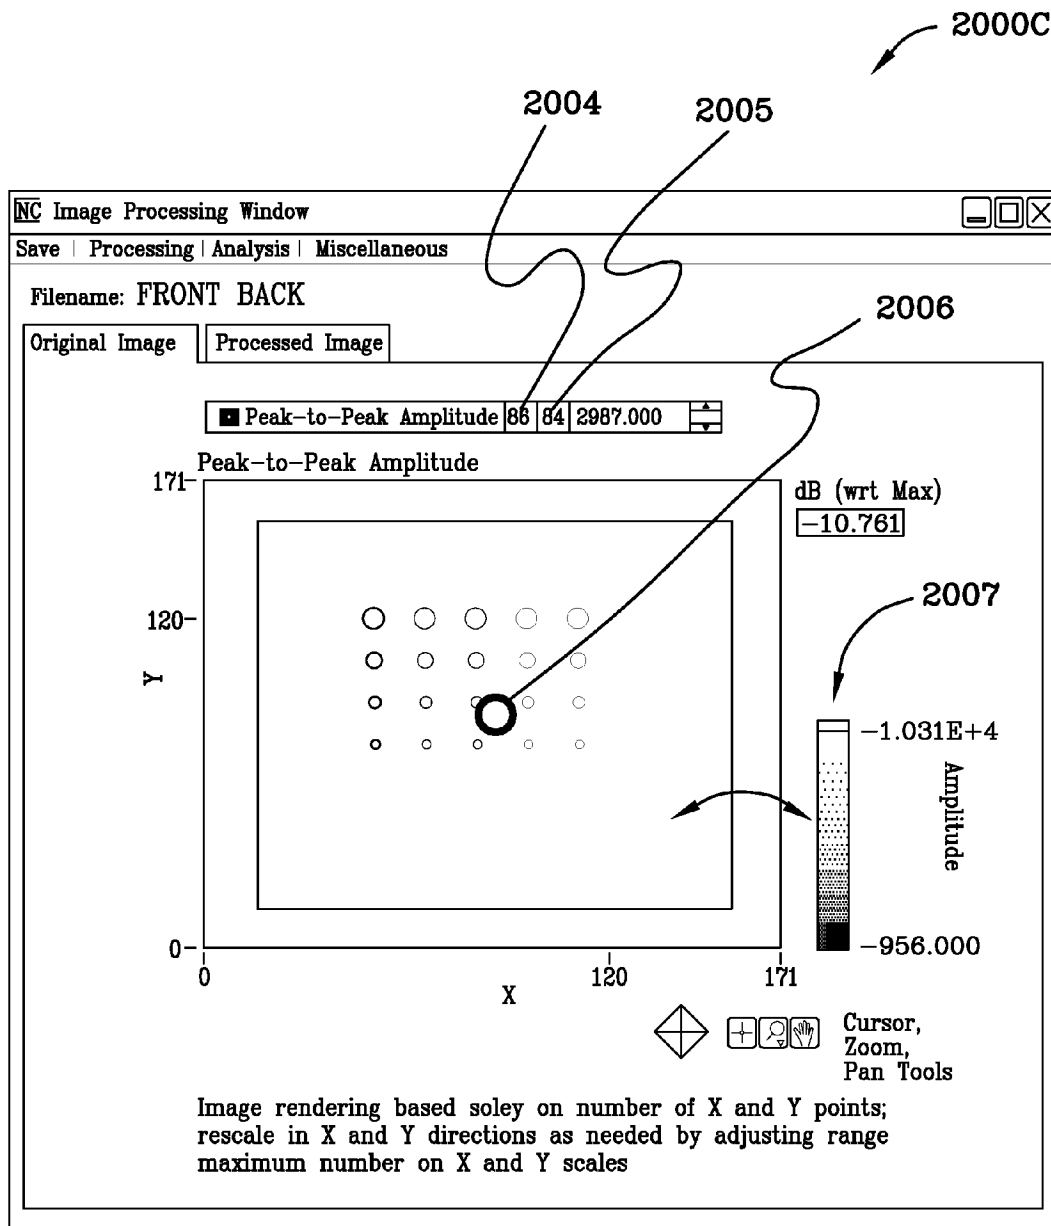 2000C
2004
2005
NC Image Processing Window
Save | Processing | Analysis | Miscellaneous
Filename: FRONT BACK
2006
Original Image
Processed Image
Peak-to-Peak Amplitude 86 84 2987.000
Peak-to-Peak Amplitude
171
dB (wrt Max)
-10.761
2007
120
Y
-1.031E+4
Amplitude
-956.000
0
0
120
171
X
Cursor,
Zoom,
Pan Tools
Image rendering based soley on number of X and Y points;
rescale in X and Y directions as needed by adjusting range
maximum number on X and Y scales